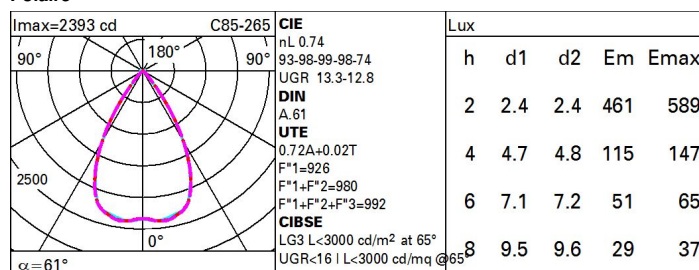 Imax=2393 cd C85-265
90° 180° 90°
2500
0°
α=61°
CIE
nL 0.74
93-98-99-98-74
UGR 13.3-12.8
DIN
A.61
UTE
0.72A+0.02T
F"1=926
F"1+F"2=980
F"1+F"2+F"3=992
CIBSE
LG3 L<3000 cd/m² at 65°
UGR<16 | L<3000 cd/mq @65°
Lux
h d1 d2 Em Emax
2 2.4 2.4 461 589
4 4.7 4.8 115 147
6 7.1 7.2 51 65
8 9.5 9.6 29 37